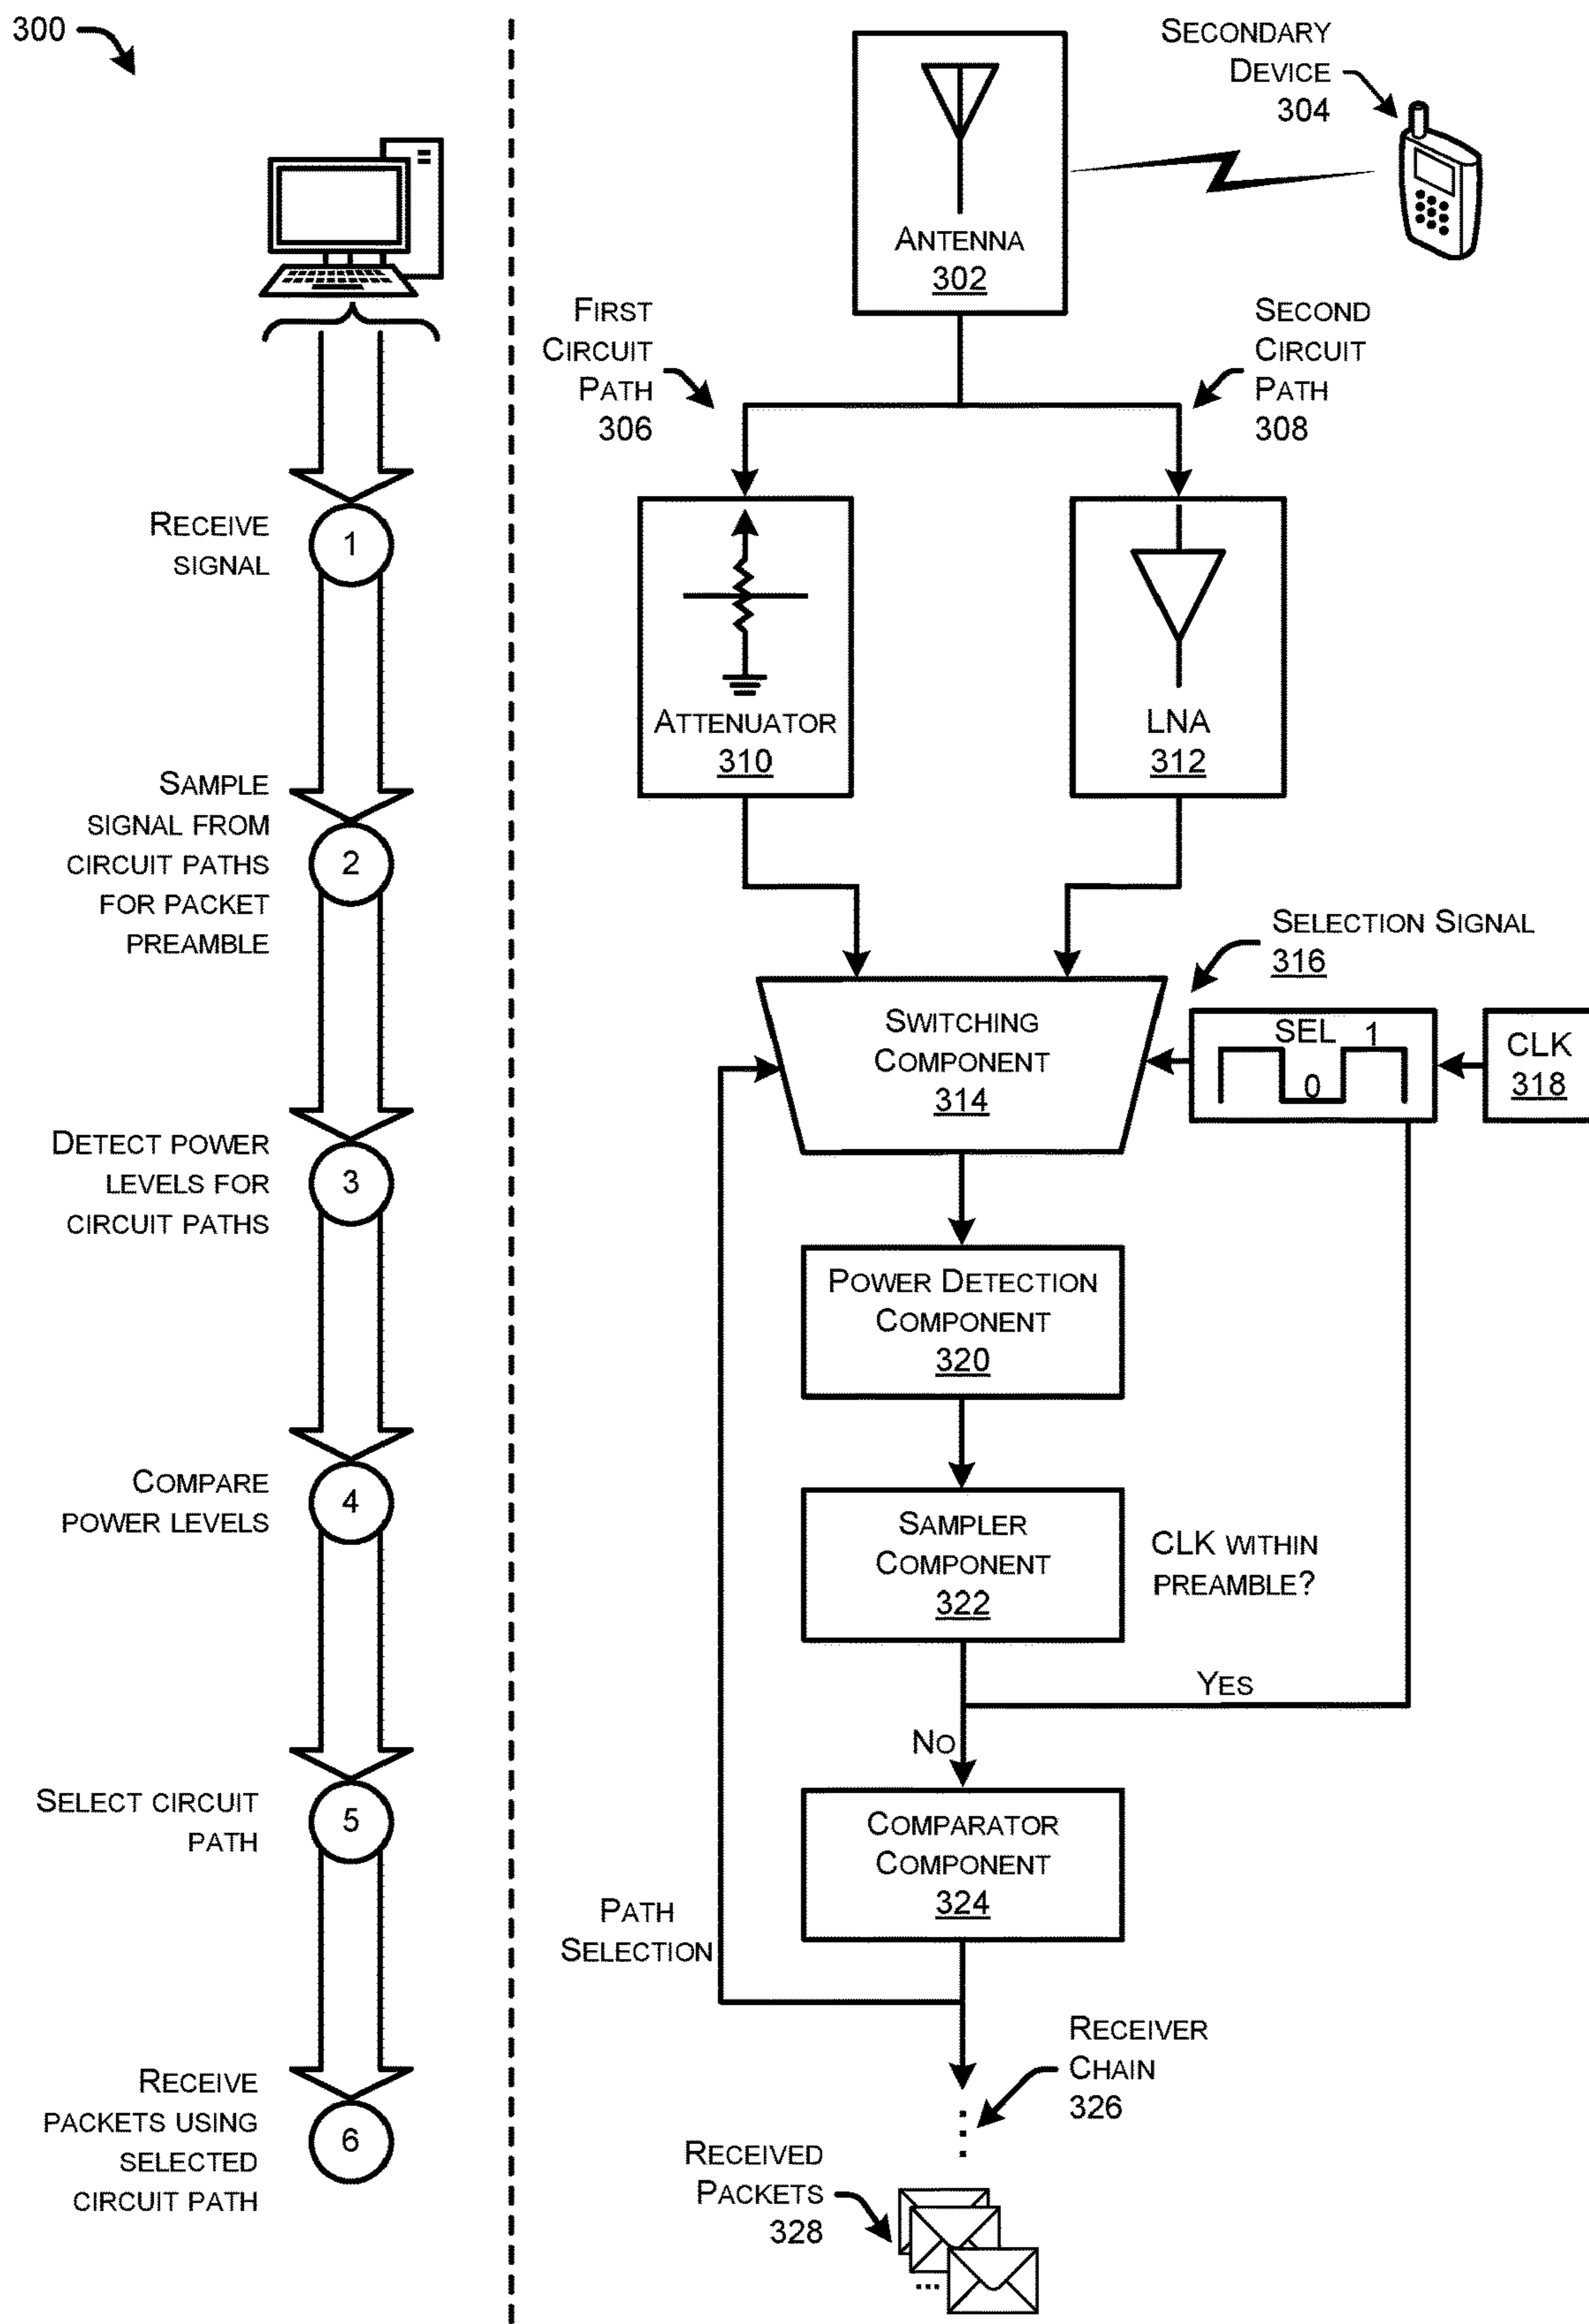 300
RECEIVE
SIGNAL
1
SAMPLE
SIGNAL FROM
CIRCUIT PATHS
FOR PACKET
PREAMBLE
2
DETECT POWER
LEVELS FOR
CIRCUIT PATHS
3
COMPARE
POWER LEVELS
4
SELECT CIRCUIT
PATH
5
RECEIVE
PACKETS USING
SELECTED
CIRCUIT PATH
6
SECONDARY
DEVICE
304
ANTENNA
302
FIRST
CIRCUIT
PATH
306
SECOND
CIRCUIT
PATH
308
ATTENUATOR
310
LNA
312
SELECTION SIGNAL
316
SWITCHING
COMPONENT
314
SEL 1
0
CLK
318
POWER DETECTION
COMPONENT
320
SAMPLER
COMPONENT
322
CLK WITHIN
PREAMBLE?
YES
NO
COMPARATOR
COMPONENT
324
PATH
SELECTION
RECEIVER
CHAIN
326
RECEIVED
PACKETS
328
...